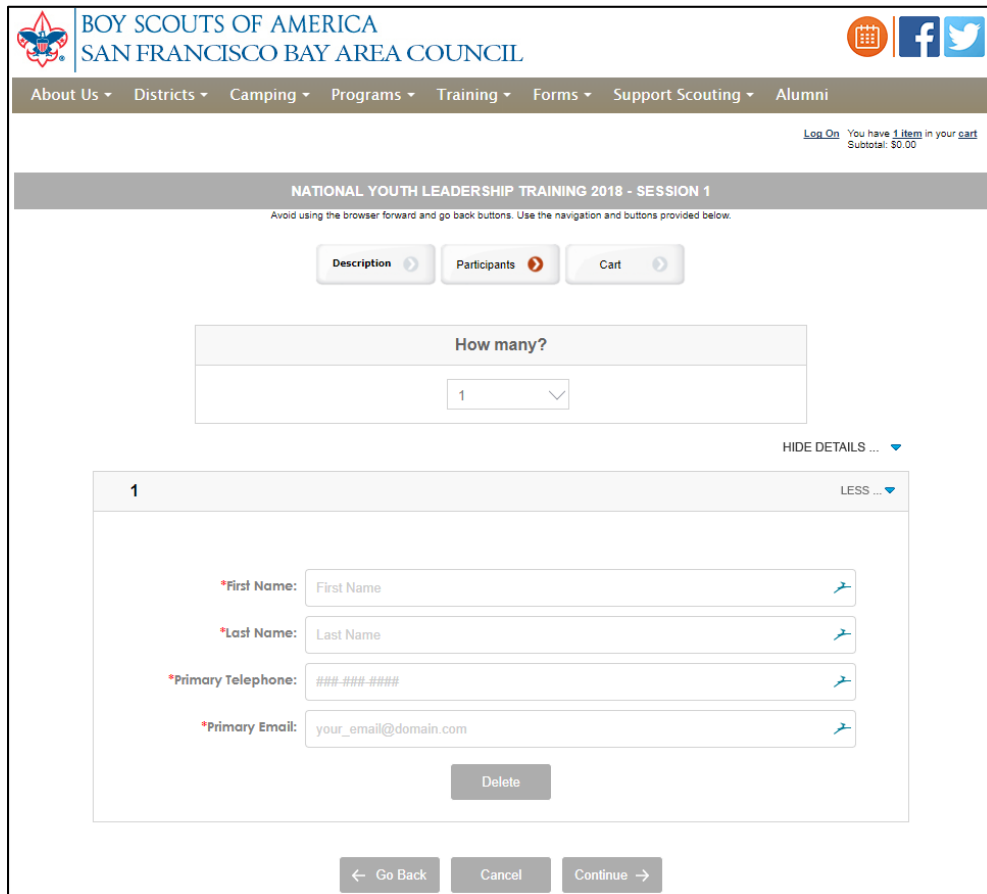 BOY SCOUTS OF AMERICA
SAN FRANCISCO BAY AREA COUNCIL
About Us Districts Camping Programs Training Forms Support Scouting Alumni
Log On You have 1 item in your cart
Subtotal: $0.00
NATIONAL YOUTH LEADERSHIP TRAINING 2018 - SESSION 1
Avoid using the browser forward and go back buttons. Use the navigation and buttons provided below.
Description Participants Cart
How many?
1
HIDE DETAILS ...
1 LESS ...
*First Name: First Name
*Last Name: Last Name
*Primary Telephone: ###-###-####
*Primary Email: your_email@domain.com
Delete
← Go Back Cancel Continue →